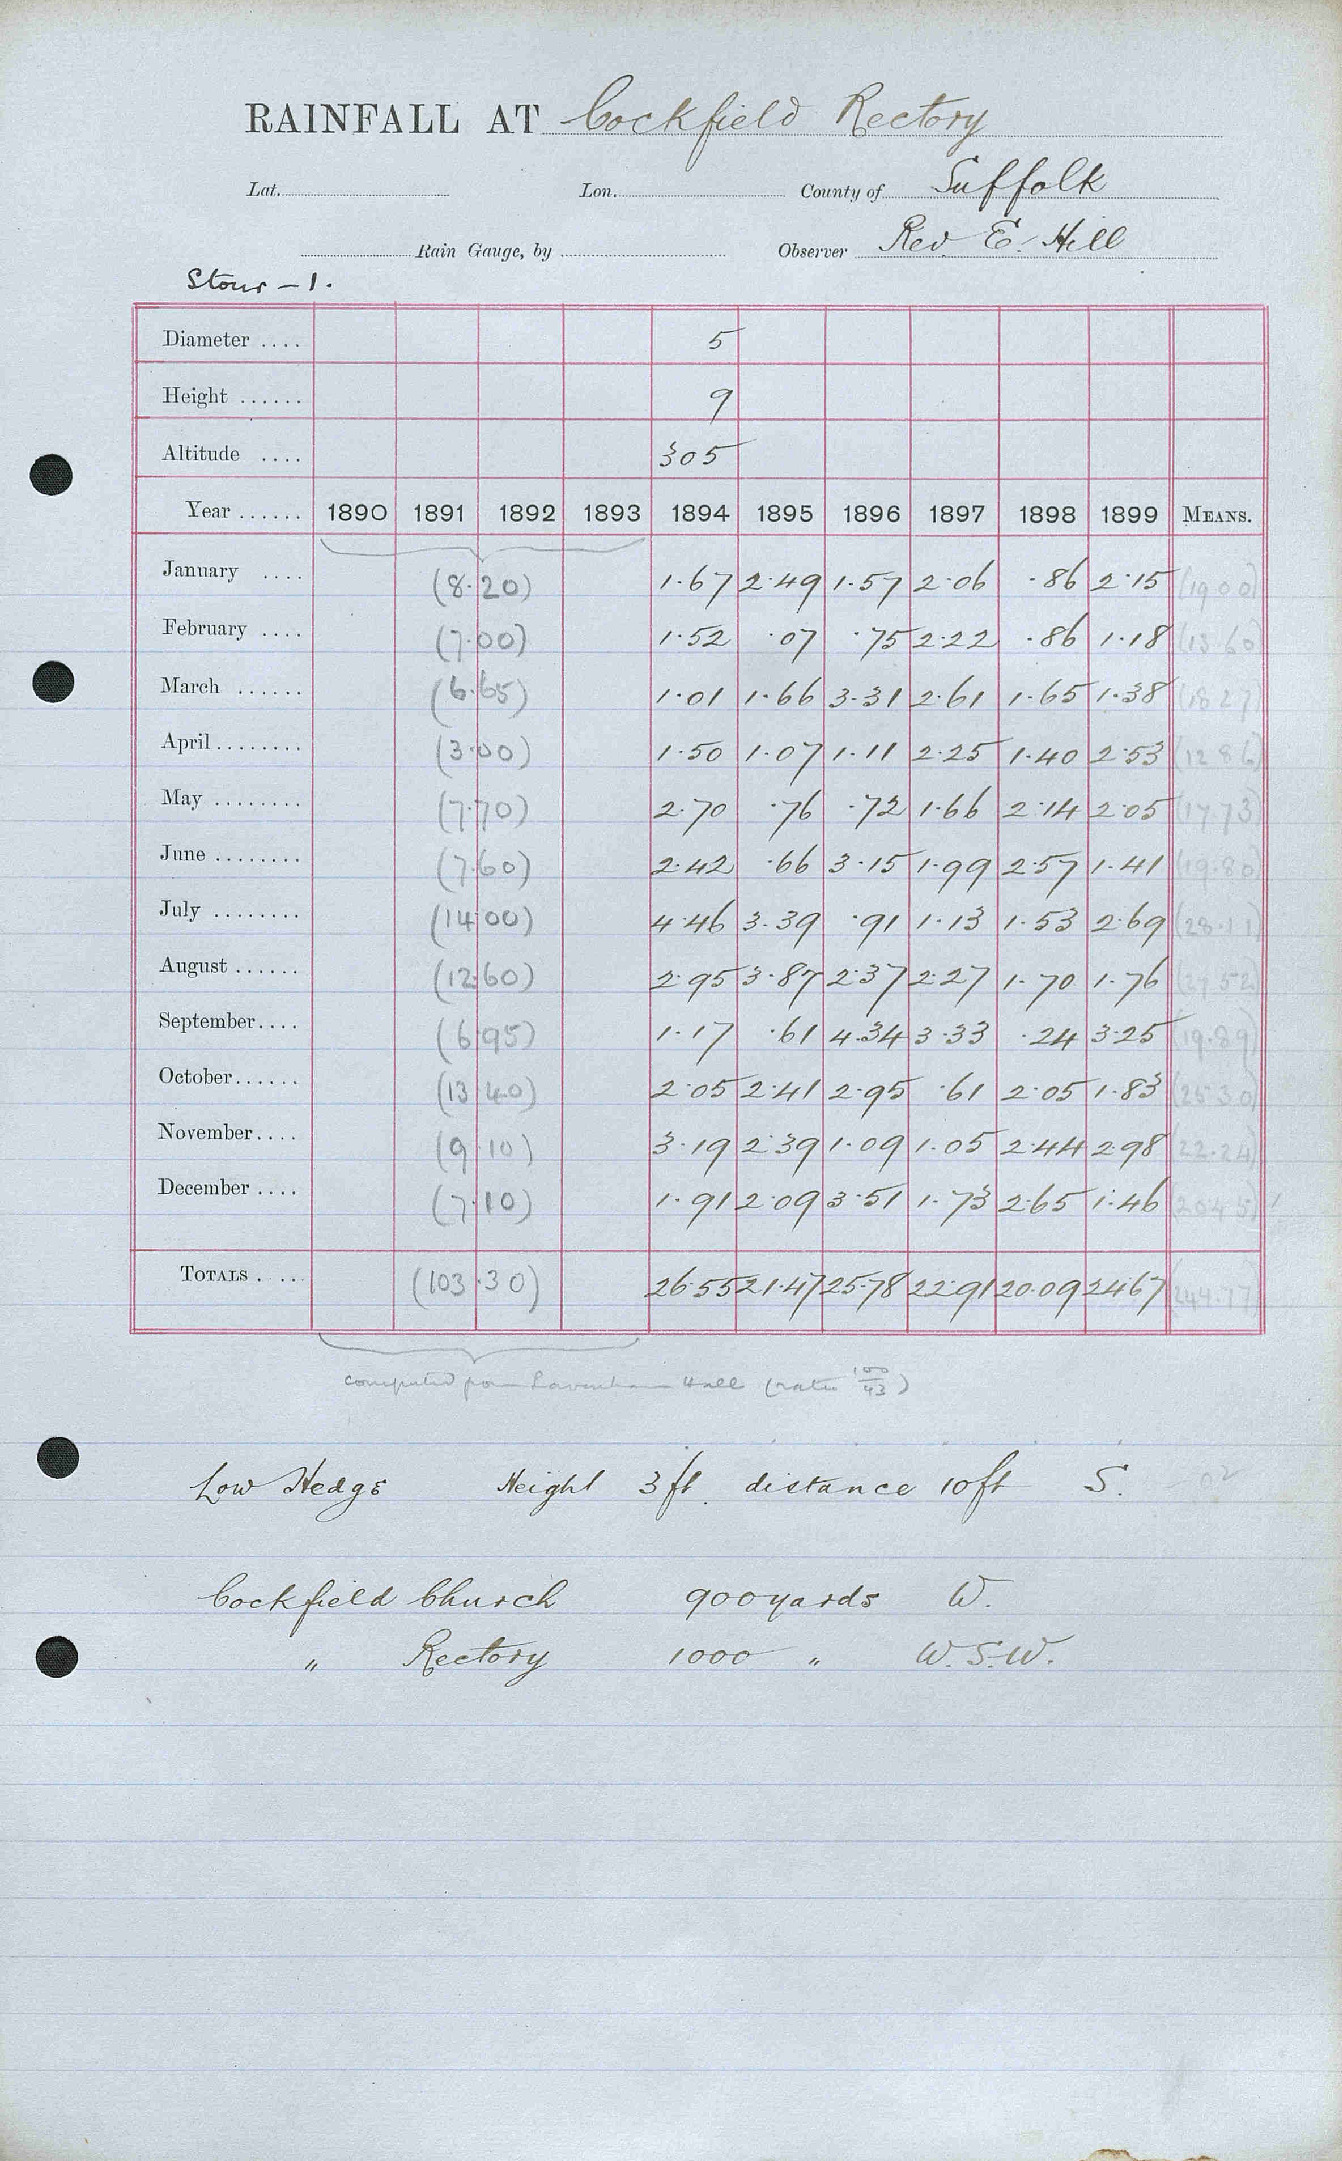 RAINFALL AT Cockfield Rectory
Lat. Lon. County of Suffolk
Rain Gauge, by Observer Rev. E. Hill
Stour - 1.
Diameter .... 5
Height ...... 9
Altitude .... 305
Year ...... 1890 1891 1892 1893 1894 1895 1896 1897 1898 1899 MEANS.
January .... (8.20) 1.67 2.49 1.57 2.06 .86 2.15 (19.00)
February .... (7.00) 1.52 .07 .75 2.22 .86 1.18 (13.60)
March ...... (6.65) 1.01 1.66 3.31 2.61 1.65 1.38 (18.27)
April ........ (3.00) 1.50 1.07 1.11 2.25 1.40 2.53 (12.86)
May ........ (7.70) 2.70 .76 .72 1.66 2.14 2.05 (17.73)
June ........ (7.60) 2.42 .66 3.15 1.99 2.57 1.41 (19.80)
July ........ (14.00) 4.46 3.39 .91 1.13 1.53 2.69 (28.11)
August ...... (12.60) 2.95 3.87 2.37 2.27 1.70 1.76 (27.52)
September .... (6.95) 1.17 .61 4.34 3.33 .24 3.25 (19.89)
October ...... (13.40) 2.05 2.41 2.95 .61 2.05 1.83 (25.30)
November .... (9.10) 3.19 2.39 1.09 1.05 2.44 2.98 (22.24)
December .... (7.10) 1.91 2.09 3.51 1.73 2.65 1.46 (20.45)
TOTALS .... (103.30) 26.55 21.47 25.78 22.91 20.09 24.67 (244.77)
computed from Lavenham Hall (ratio 100/93)
Low Hedge Height 3 ft. distance 10 ft S.
Cockfield Church 900 yards W.
" Rectory 1000 " W.S.W.